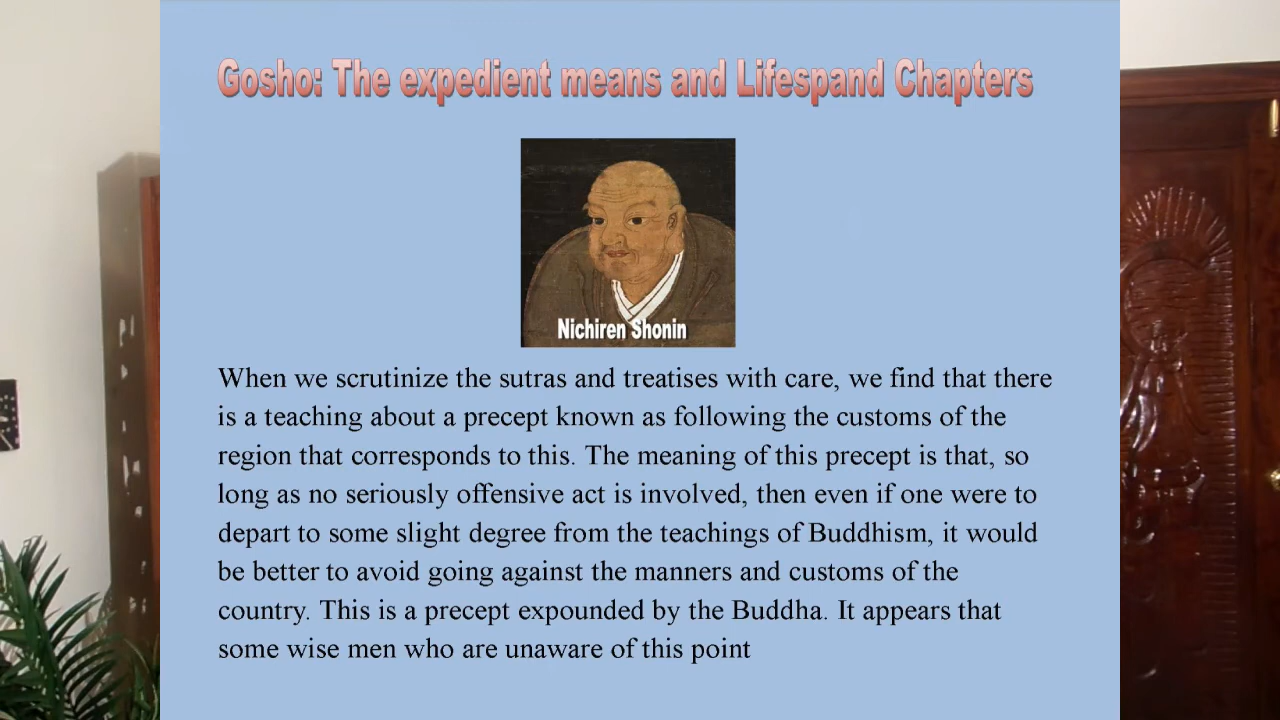 Gosho: The expedient means and Lifespand Chapters
Nichiren Shonin
When we scrutinize the sutras and treatises with care, we find that there
is a teaching about a precept known as following the customs of the
region that corresponds to this. The meaning of this precept is that, so
long as no seriously offensive act is involved, then even if one were to
depart to some slight degree from the teachings of Buddhism, it would
be better to avoid going against the manners and customs of the
country. This is a precept expounded by the Buddha. It appears that
some wise men who are unaware of this point